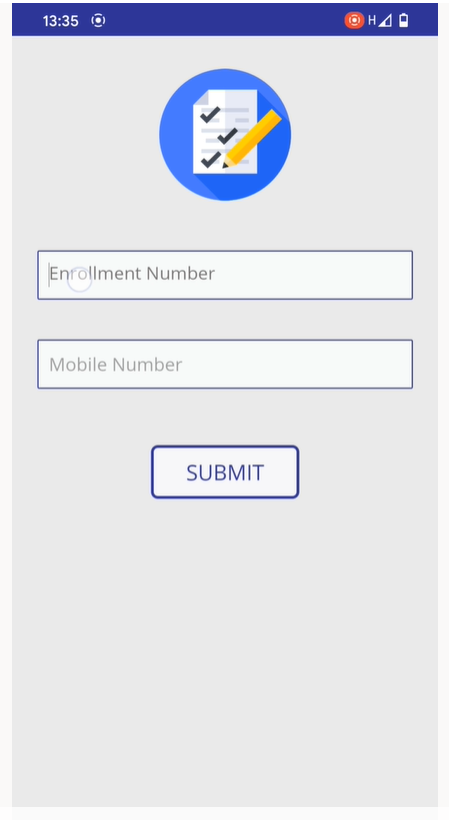 13:35 H
Enrollment Number
Mobile Number
SUBMIT